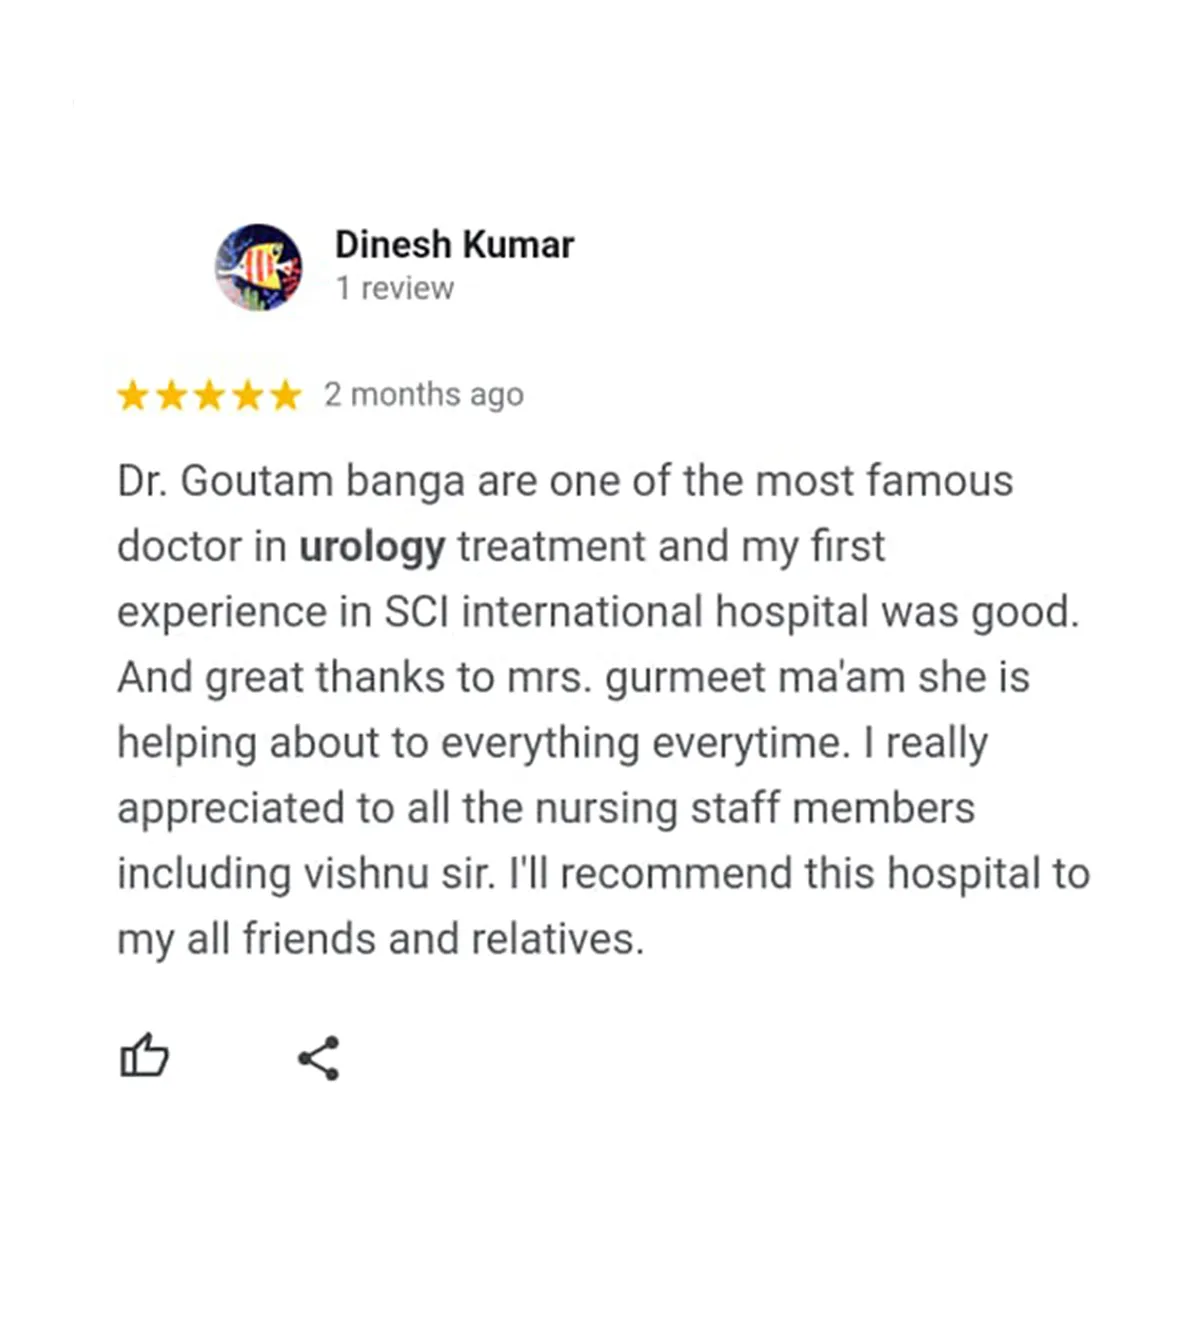 Dinesh Kumar
1 review
2 months ago
Dr. Goutam banga are one of the most famous
doctor in urology treatment and my first
experience in SCI international hospital was good.
And great thanks to mrs. gurmeet ma'am she is
helping about to everything everytime. I really
appreciated to all the nursing staff members
including vishnu sir. I'll recommend this hospital to
my all friends and relatives.